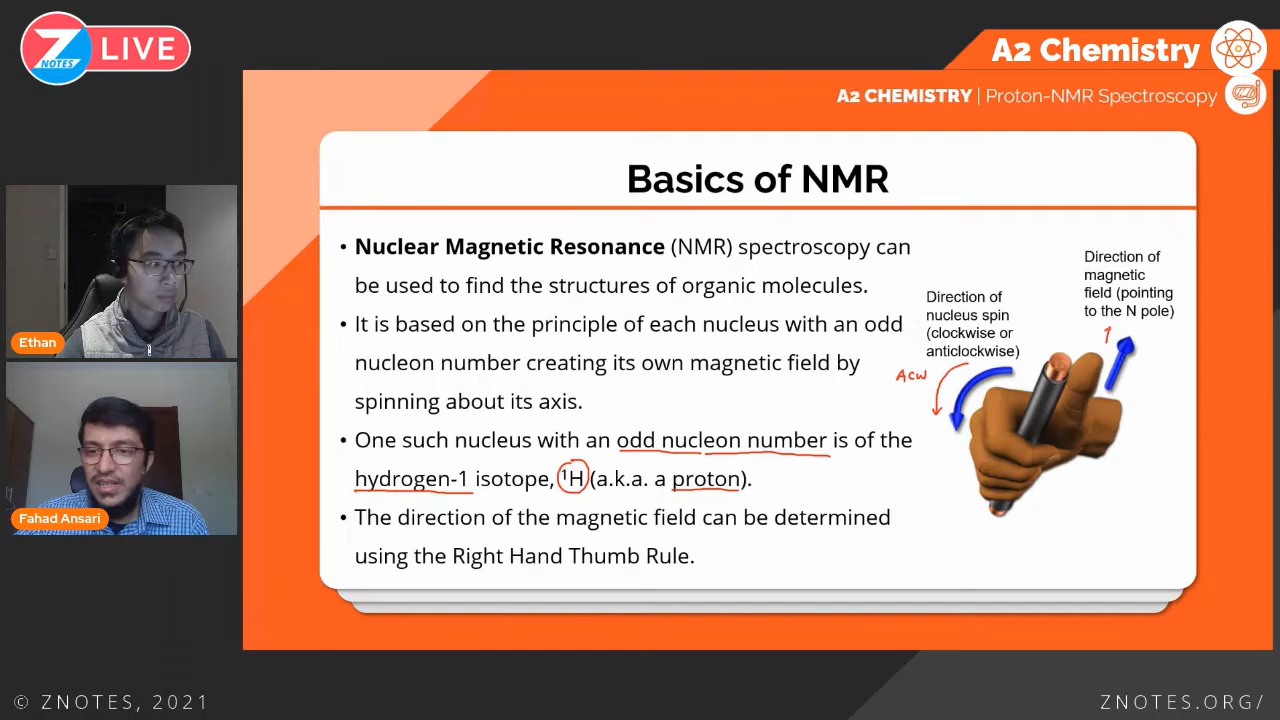 Z NOTES LIVE
A2 Chemistry
A2 CHEMISTRY | Proton-NMR Spectroscopy
Basics of NMR
• Nuclear Magnetic Resonance (NMR) spectroscopy can
be used to find the structures of organic molecules.
• It is based on the principle of each nucleus with an odd
nucleon number creating its own magnetic field by
spinning about its axis.
• One such nucleus with an odd nucleon number is of the
hydrogen-1 isotope, ¹H (a.k.a. a proton).
• The direction of the magnetic field can be determined
using the Right Hand Thumb Rule.
Direction of
nucleus spin
(clockwise or
anticlockwise)
ACW
Direction of
magnetic
field (pointing
to the N pole)
Ethan
Fahad Ansari
© ZNOTES, 2021
ZNOTES.ORG/